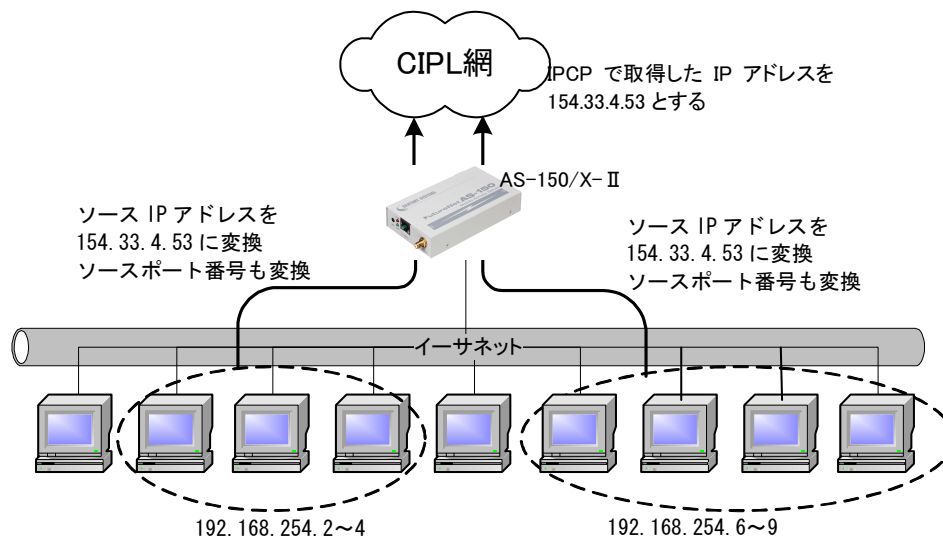 CIPL網
IPCP で取得した IP アドレスを
154.33.4.53 とする
AS-150/X-Ⅱ
ソース IP アドレスを
154.33.4.53 に変換
ソースポート番号も変換
ソース IP アドレスを
154.33.4.53 に変換
ソースポート番号も変換
イーサネット
192.168.254.2～4
192.168.254.6～9